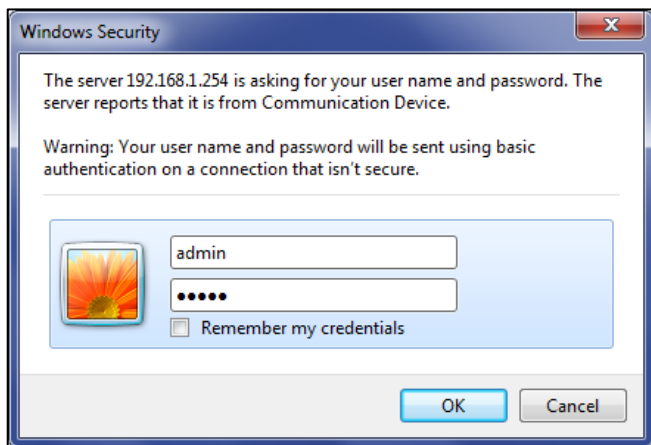 Windows Security
The server 192.168.1.254 is asking for your user name and password. The
server reports that it is from Communication Device.
Warning: Your user name and password will be sent using basic
authentication on a connection that isn't secure.
admin
●●●●●
Remember my credentials
OK
Cancel